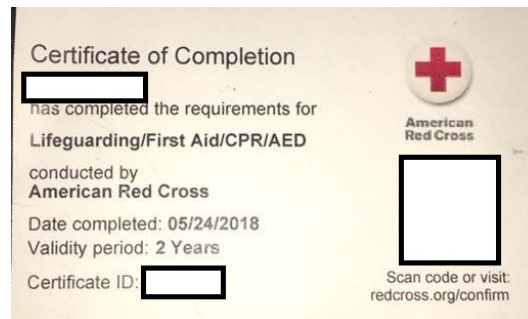 Certificate of Completion
has completed the requirements for
Lifeguarding/First Aid/CPR/AED
conducted by
American Red Cross
Date completed: 05/24/2018
Validity period: 2 Years
Certificate ID:
American
Red Cross
Scan code or visit:
redcross.org/confirm